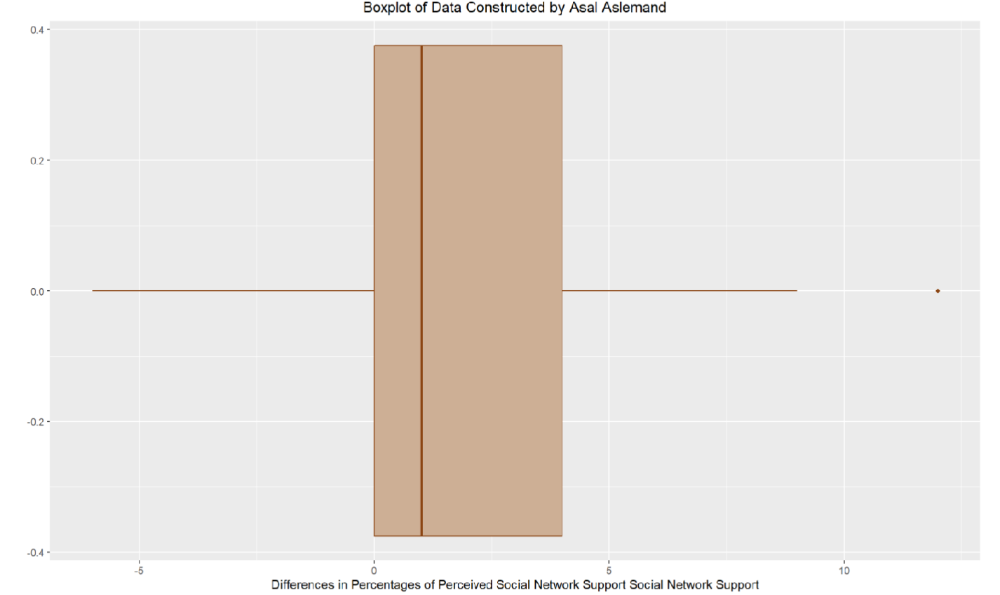 Boxplot of Data Constructed by Asal Aslemand
0.4
0.2
0.0
-0.2
-0.4
-5 0 5 10
Differences in Percentages of Perceived Social Network Support Social Network Support